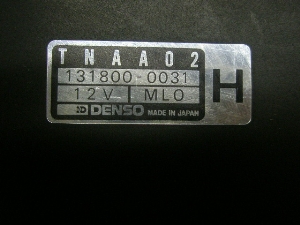 TNAA02
131800-0031 H
12V MLO
DENSO MADE IN JAPAN